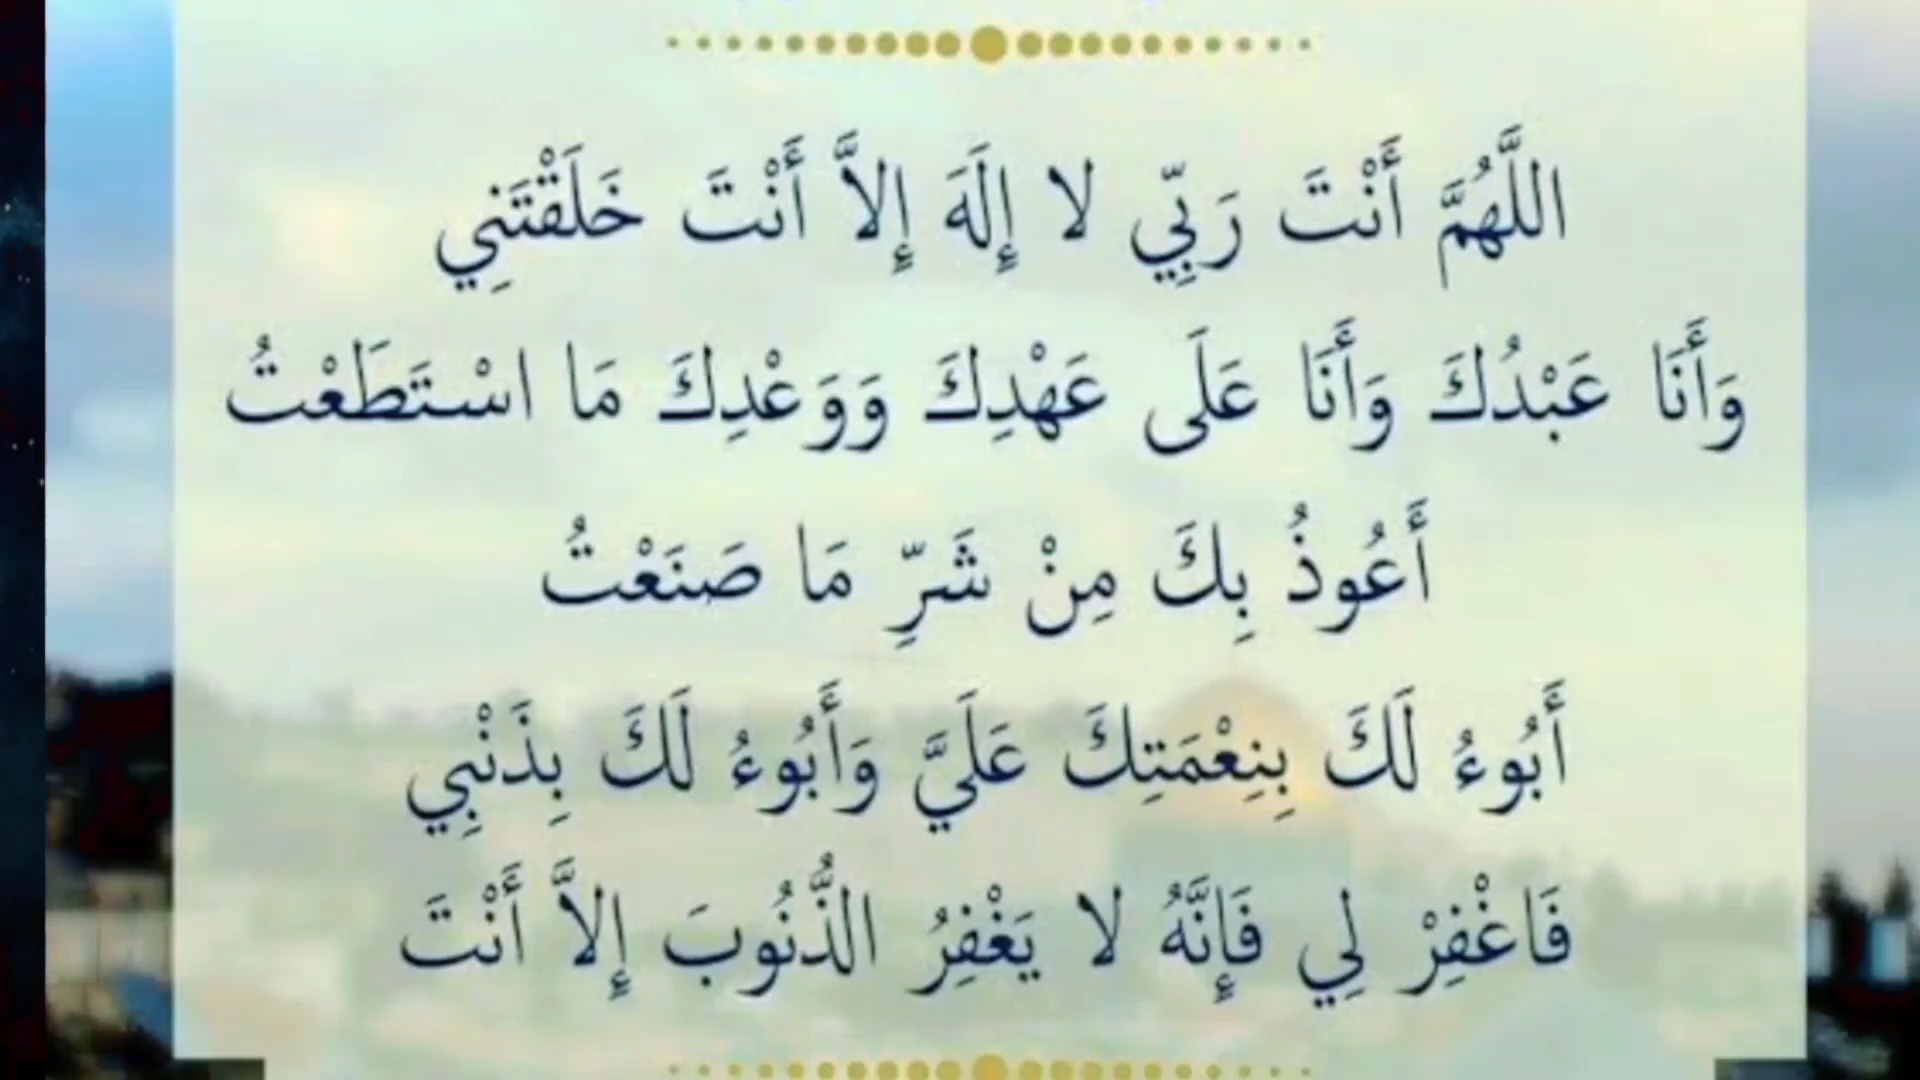 اللَّهُمَّ أَنْتَ رَبِّي لا إِلَهَ إِلاَّ أَنْتَ خَلَقْتَنِي
وَأَنَا عَبْدُكَ وَأَنَا عَلَى عَهْدِكَ وَوَعْدِكَ مَا اسْتَطَعْتُ
أَعُوذُ بِكَ مِنْ شَرِّ مَا صَنَعْتُ
أَبُوءُ لَكَ بِنِعْمَتِكَ عَلَيَّ وَأَبُوءُ لَكَ بِذَنْبِي
فَاغْفِرْ لِي فَإِنَّهُ لا يَغْفِرُ الذُّنُوبَ إِلاَّ أَنْتَ